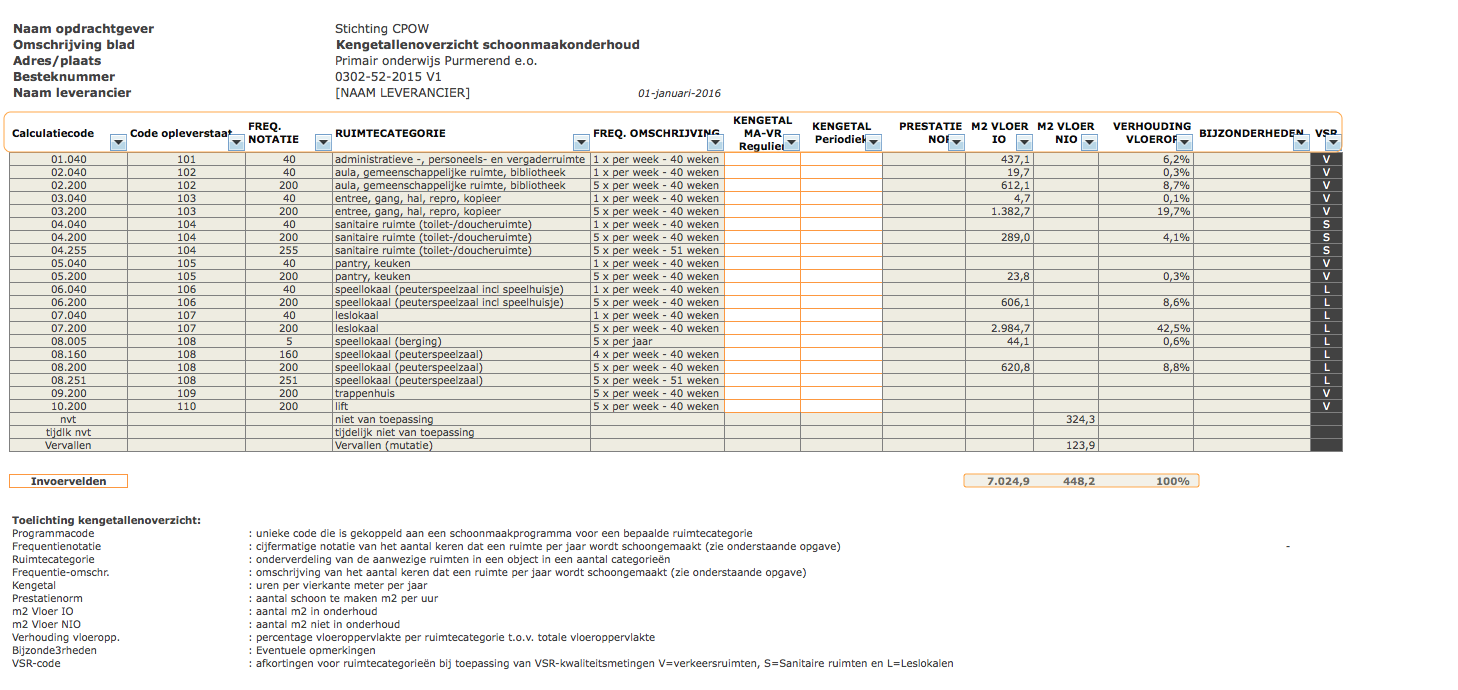 Naam opdrachtgever Stichting CPOW
Omschrijving blad Kengetallenoverzicht schoonmaakonderhoud
Adres/plaats Primair onderwijs Purmerend e.o.
Besteknummer 0302-52-2015 V1
Naam leverancier [NAAM LEVERANCIER] 01-januari-2016
Calculatiecode Code opleverstaat FREQ. NOTATIE RUIMTECATEGORIE FREQ. OMSCHRIJVING KENGETAL MA-VR Regulier KENGETAL Periodiek PRESTATIE NOR M2 VLOER IO M2 VLOER NIO VERHOUDING VLOEROP BIJZONDERHEDEN VSR
01.040 101 40 administratieve -, personeels- en vergaderruimte 1 x per week - 40 weken 437,1 6,2% V
02.040 102 40 aula, gemeenschappelijke ruimte, bibliotheek 1 x per week - 40 weken 19,7 0,3% V
02.200 102 200 aula, gemeenschappelijke ruimte, bibliotheek 5 x per week - 40 weken 612,1 8,7% V
03.040 103 40 entree, gang, hal, repro, kopieer 1 x per week - 40 weken 4,7 0,1% V
03.200 103 200 entree, gang, hal, repro, kopieer 5 x per week - 40 weken 1.382,7 19,7% V
04.040 104 40 sanitaire ruimte (toilet-/doucheruimte) 1 x per week - 40 weken S
04.200 104 200 sanitaire ruimte (toilet-/doucheruimte) 5 x per week - 40 weken 289,0 4,1% S
04.255 104 255 sanitaire ruimte (toilet-/doucheruimte) 5 x per week - 51 weken S
05.040 105 40 pantry, keuken 1 x per week - 40 weken V
05.200 105 200 pantry, keuken 5 x per week - 40 weken 23,8 0,3% V
06.040 106 40 speellokaal (peuterspeelzaal incl speelhuisje) 1 x per week - 40 weken L
06.200 106 200 speellokaal (peuterspeelzaal incl speelhuisje) 5 x per week - 40 weken 606,1 8,6% L
07.040 107 40 leslokaal 1 x per week - 40 weken L
07.200 107 200 leslokaal 5 x per week - 40 weken 2.984,7 42,5% L
08.005 108 5 speellokaal (berging) 5 x per jaar 44,1 0,6% L
08.160 108 160 speellokaal (peuterspeelzaal) 4 x per week - 40 weken L
08.200 108 200 speellokaal (peuterspeelzaal) 5 x per week - 40 weken 620,8 8,8% L
08.251 108 251 speellokaal (peuterspeelzaal) 5 x per week - 51 weken L
09.200 109 200 trappenhuis 5 x per week - 40 weken V
10.200 110 200 lift 5 x per week - 40 weken V
nvt niet van toepassing 324,3
tijdlk nvt tijdelijk niet van toepassing
Vervallen Vervallen (mutatie) 123,9
Invoervelden 7.024,9 448,2 100%
Toelichting kengetallenoverzicht:
Programmacode : unieke code die is gekoppeld aan een schoonmaakprogramma voor een bepaalde ruimtecategorie
Frequentienotatie : cijfermatige notatie van het aantal keren dat een ruimte per jaar wordt schoongemaakt (zie onderstaande opgave) -
Ruimtecategorie : onderverdeling van de aanwezige ruimten in een object in een aantal categorieën
Frequentie-omschr. : omschrijving van het aantal keren dat een ruimte per jaar wordt schoongemaakt (zie onderstaande opgave)
Kengetal : uren per vierkante meter per jaar
Prestatienorm : aantal schoon te maken m2 per uur
m2 Vloer IO : aantal m2 in onderhoud
m2 Vloer NIO : aantal m2 niet in onderhoud
Verhouding vloeropp. : percentage vloeroppervlakte per ruimtecategorie t.o.v. totale vloeroppervlakte
Bijzonde3rheden : Eventuele opmerkingen
VSR-code : afkortingen voor ruimtecategorieën bij toepassing van VSR-kwaliteitsmetingen V=verkeersruimten, S=Sanitaire ruimten en L=Leslokalen